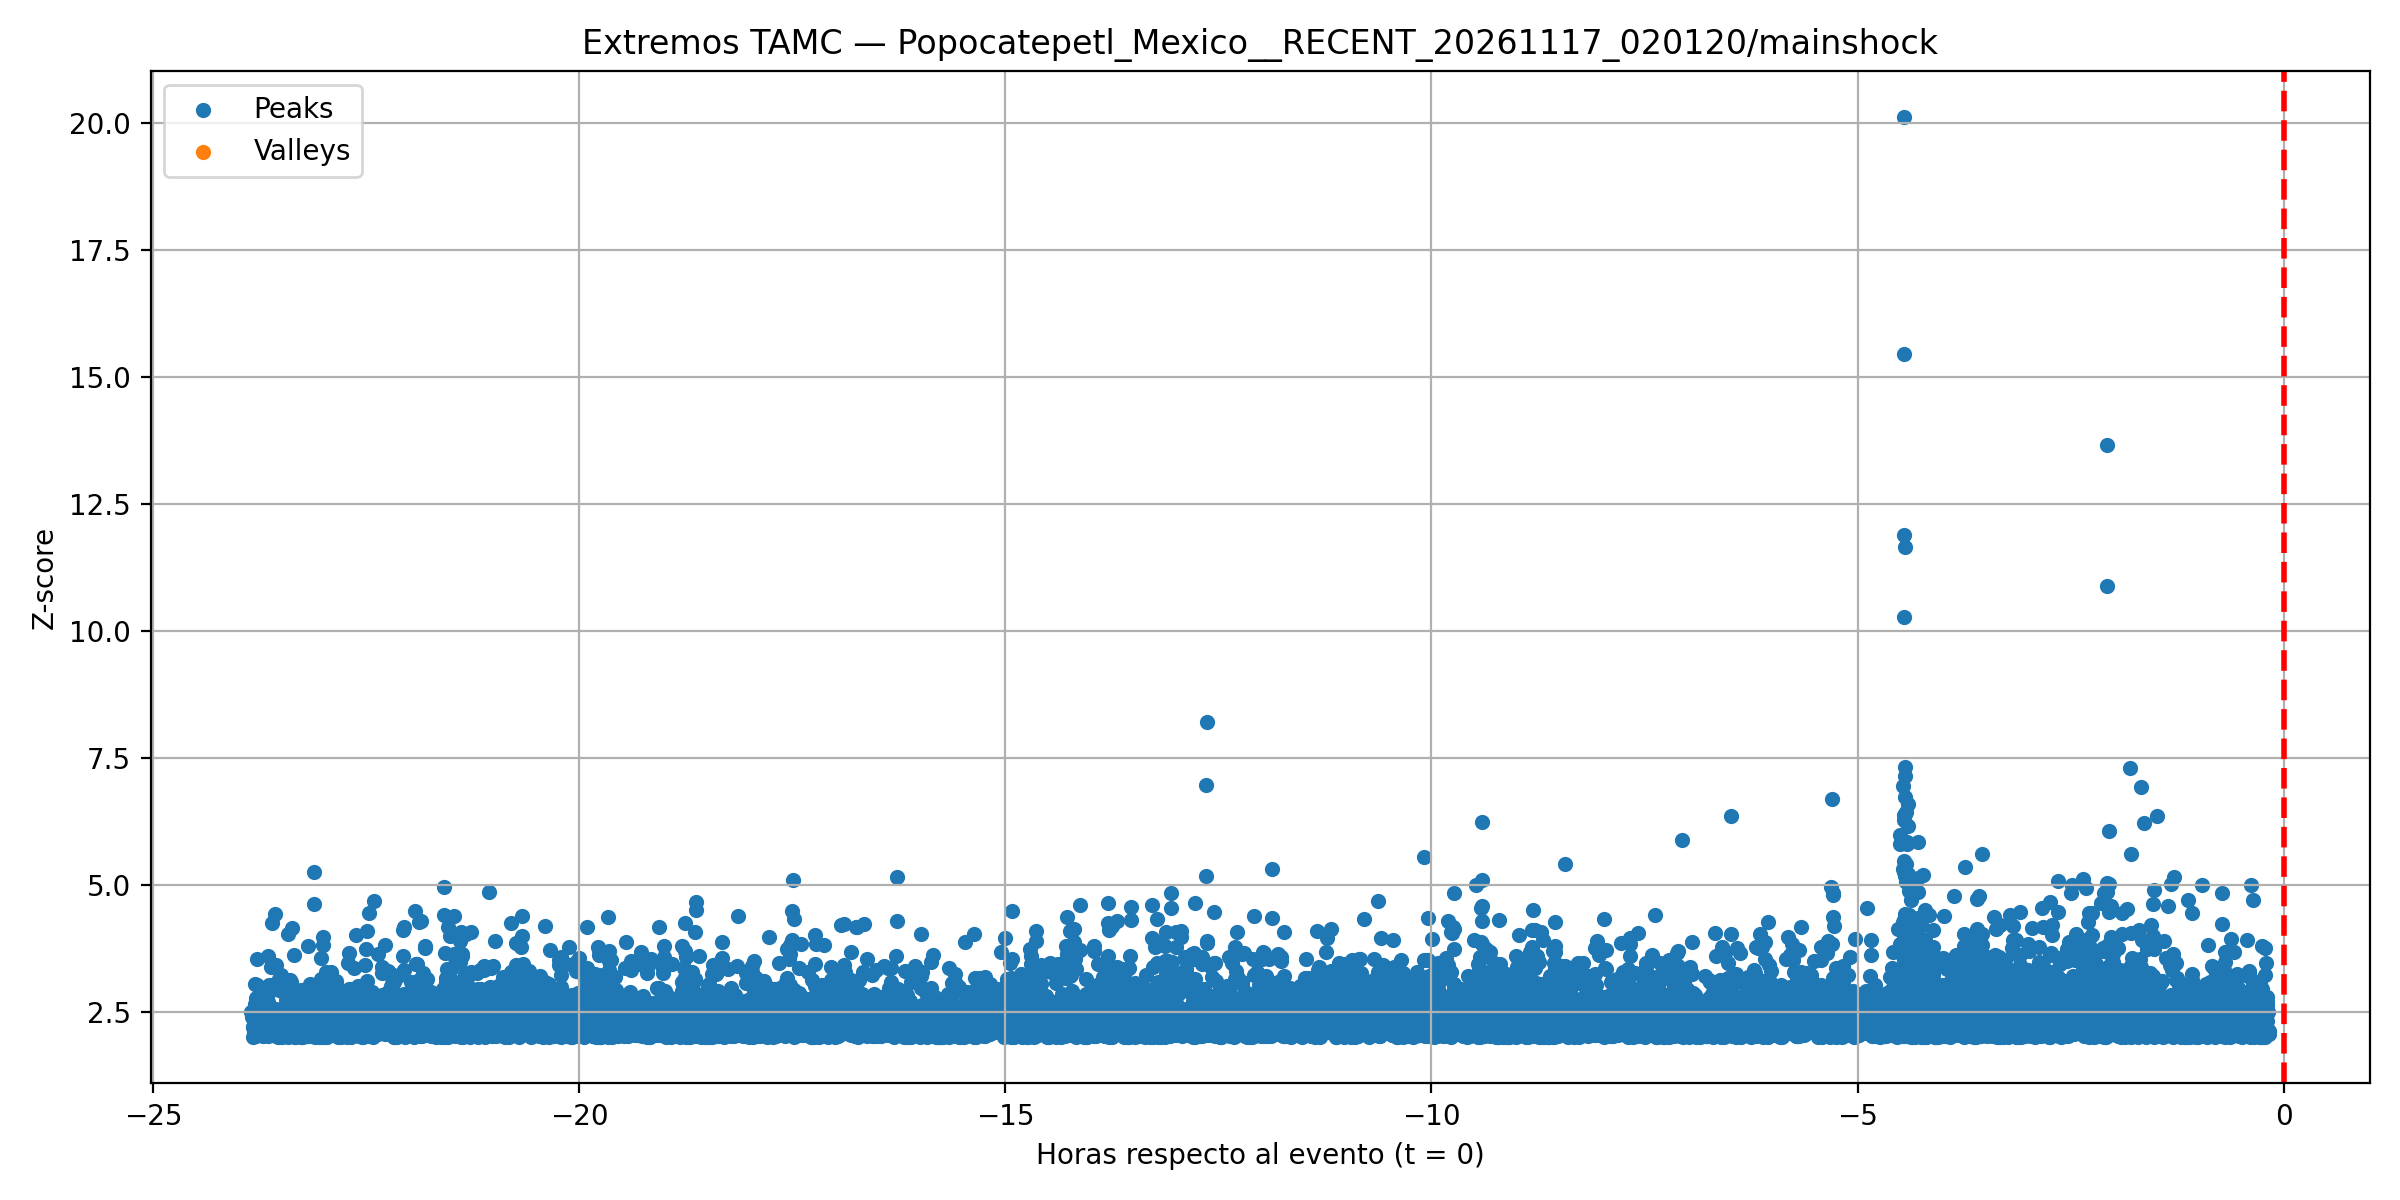 Extremos TAMC — Popocatepetl_Mexico__RECENT_20261117_020120/mainshock
Peaks
Valleys
20.0
17.5
15.0
12.5
10.0
7.5
5.0
2.5
Z-score
−25 −20 −15 −10 −5 0
Horas respecto al evento (t = 0)